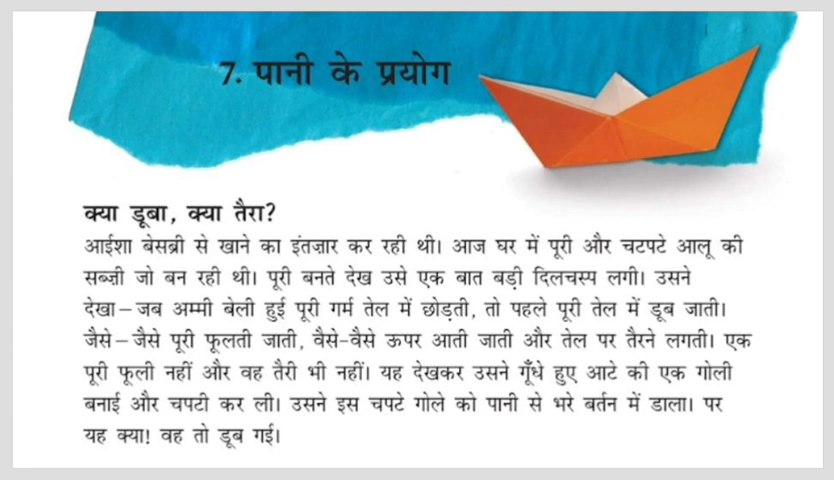 7. पानी के प्रयोग
क्या डूबा, क्या तैरा?
आईशा बेसब्री से खाने का इंतज़ार कर रही थी। आज घर में पूरी और चटपटे आलू की
सब्ज़ी जो बन रही थी। पूरी बनते देख उसे एक बात बड़ी दिलचस्प लगी। उसने
देखा–जब अम्मी बेली हुई पूरी गर्म तेल में छोड़ती, तो पहले पूरी तेल में डूब जाती।
जैसे–जैसे पूरी फूलती जाती, वैसे-वैसे ऊपर आती जाती और तेल पर तैरने लगती। एक
पूरी फूली नहीं और वह तैरी भी नहीं। यह देखकर उसने गूँधे हुए आटे की एक गोली
बनाई और चपटी कर ली। उसने इस चपटे गोले को पानी से भरे बर्तन में डाला। पर
यह क्या! वह तो डूब गई।